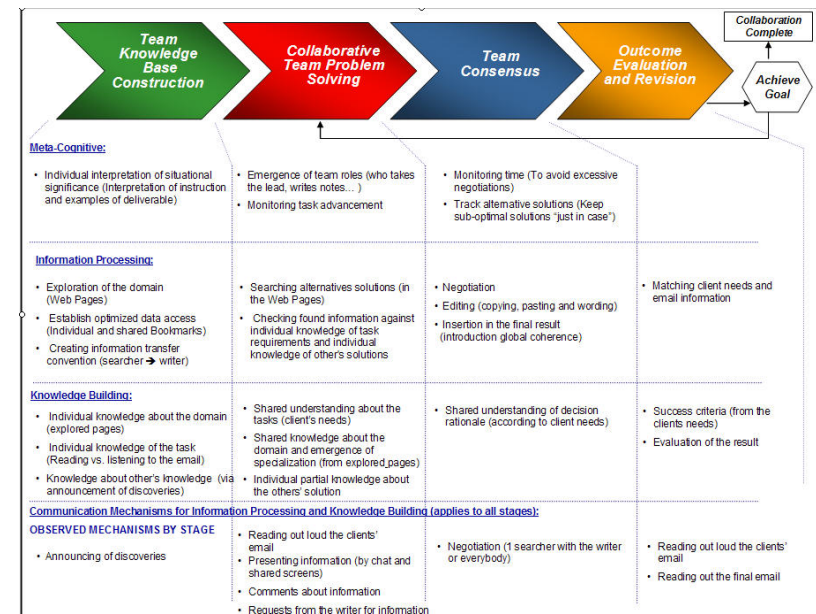 Team
Knowledge
Base
Construction
Collaborative
Team Problem
Solving
Team
Consensus
Outcome
Evaluation
and Revision
Collaboration
Complete
Achieve
Goal
Meta-Cognitive:
• Individual interpretation of situational
significance (Interpretation of instruction
and examples of deliverable)
• Emergence of team roles (who takes
the lead, writes notes... )
• Monitoring task advancement
• Monitoring time (To avoid excessive
negotiations)
• Track alternative solutions (Keep
sub-optimal solutions "just in case")
Information Processing:
• Exploration of the domain
(Web Pages)
• Establish optimized data access
(Individual and shared Bookmarks)
• Creating information transfer
convention (searcher ➔ writer)
• Searching alternatives solutions (in
the Web Pages)
• Checking found information against
individual knowledge of task
requirements and individual
knowledge of other's solutions
• Negotiation
• Editing (copying, pasting and wording)
• Insertion in the final result
(introduction global coherence)
• Matching client needs and
email information
Knowledge Building:
• Individual knowledge about the domain
(explored pages)
• Individual knowledge of the task
(Reading vs. listening to the email)
• Knowledge about other's knowledge (via
announcement of discoveries)
• Shared understanding about the
tasks (client's needs)
• Shared knowledge about the
domain and emergence of
specialization (from explored pages)
• Individual partial knowledge about
the others' solution
• Shared understanding of decision
rationale (according to client needs)
• Success criteria (from the
clients needs)
• Evaluation of the result
Communication Mechanisms for Information Processing and Knowledge Building (applies to all stages):
OBSERVED MECHANISMS BY STAGE
• Announcing of discoveries
• Reading out loud the clients'
email
• Presenting information (by chat and
shared screens)
• Comments about information
• Requests from the writer for information
• Negotiation (1 searcher with the writer
or everybody)
• Reading out loud the clients'
email
• Reading out the final email